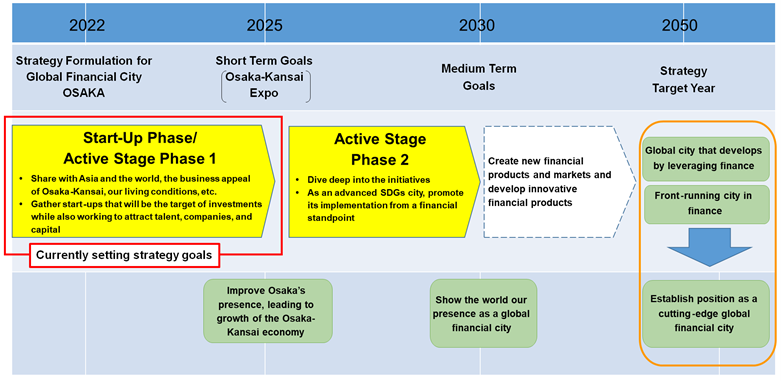 2022
2025
2030
2050
Strategy Formulation for
Global Financial City
OSAKA
Short Term Goals
Osaka-Kansai
Expo
Medium Term
Goals
Strategy
Target Year
Start-Up Phase/
Active Stage Phase 1
• Share with Asia and the world, the business appeal
of Osaka-Kansai, our living conditions, etc.
• Gather start-ups that will be the target of investments
while also working to attract talent, companies, and
capital
Currently setting strategy goals
Active Stage
Phase 2
• Dive deep into the initiatives
• As an advanced SDGs city, promote
its implementation from a financial
standpoint
Create new financial
products and markets and
develop innovative
financial products
Global city that develops
by leveraging finance
Front-running city in
finance
Improve Osaka's
presence, leading to
growth of the Osaka-
Kansai economy
Show the world our
presence as a global
financial city
Establish position as a
cutting-edge global
financial city